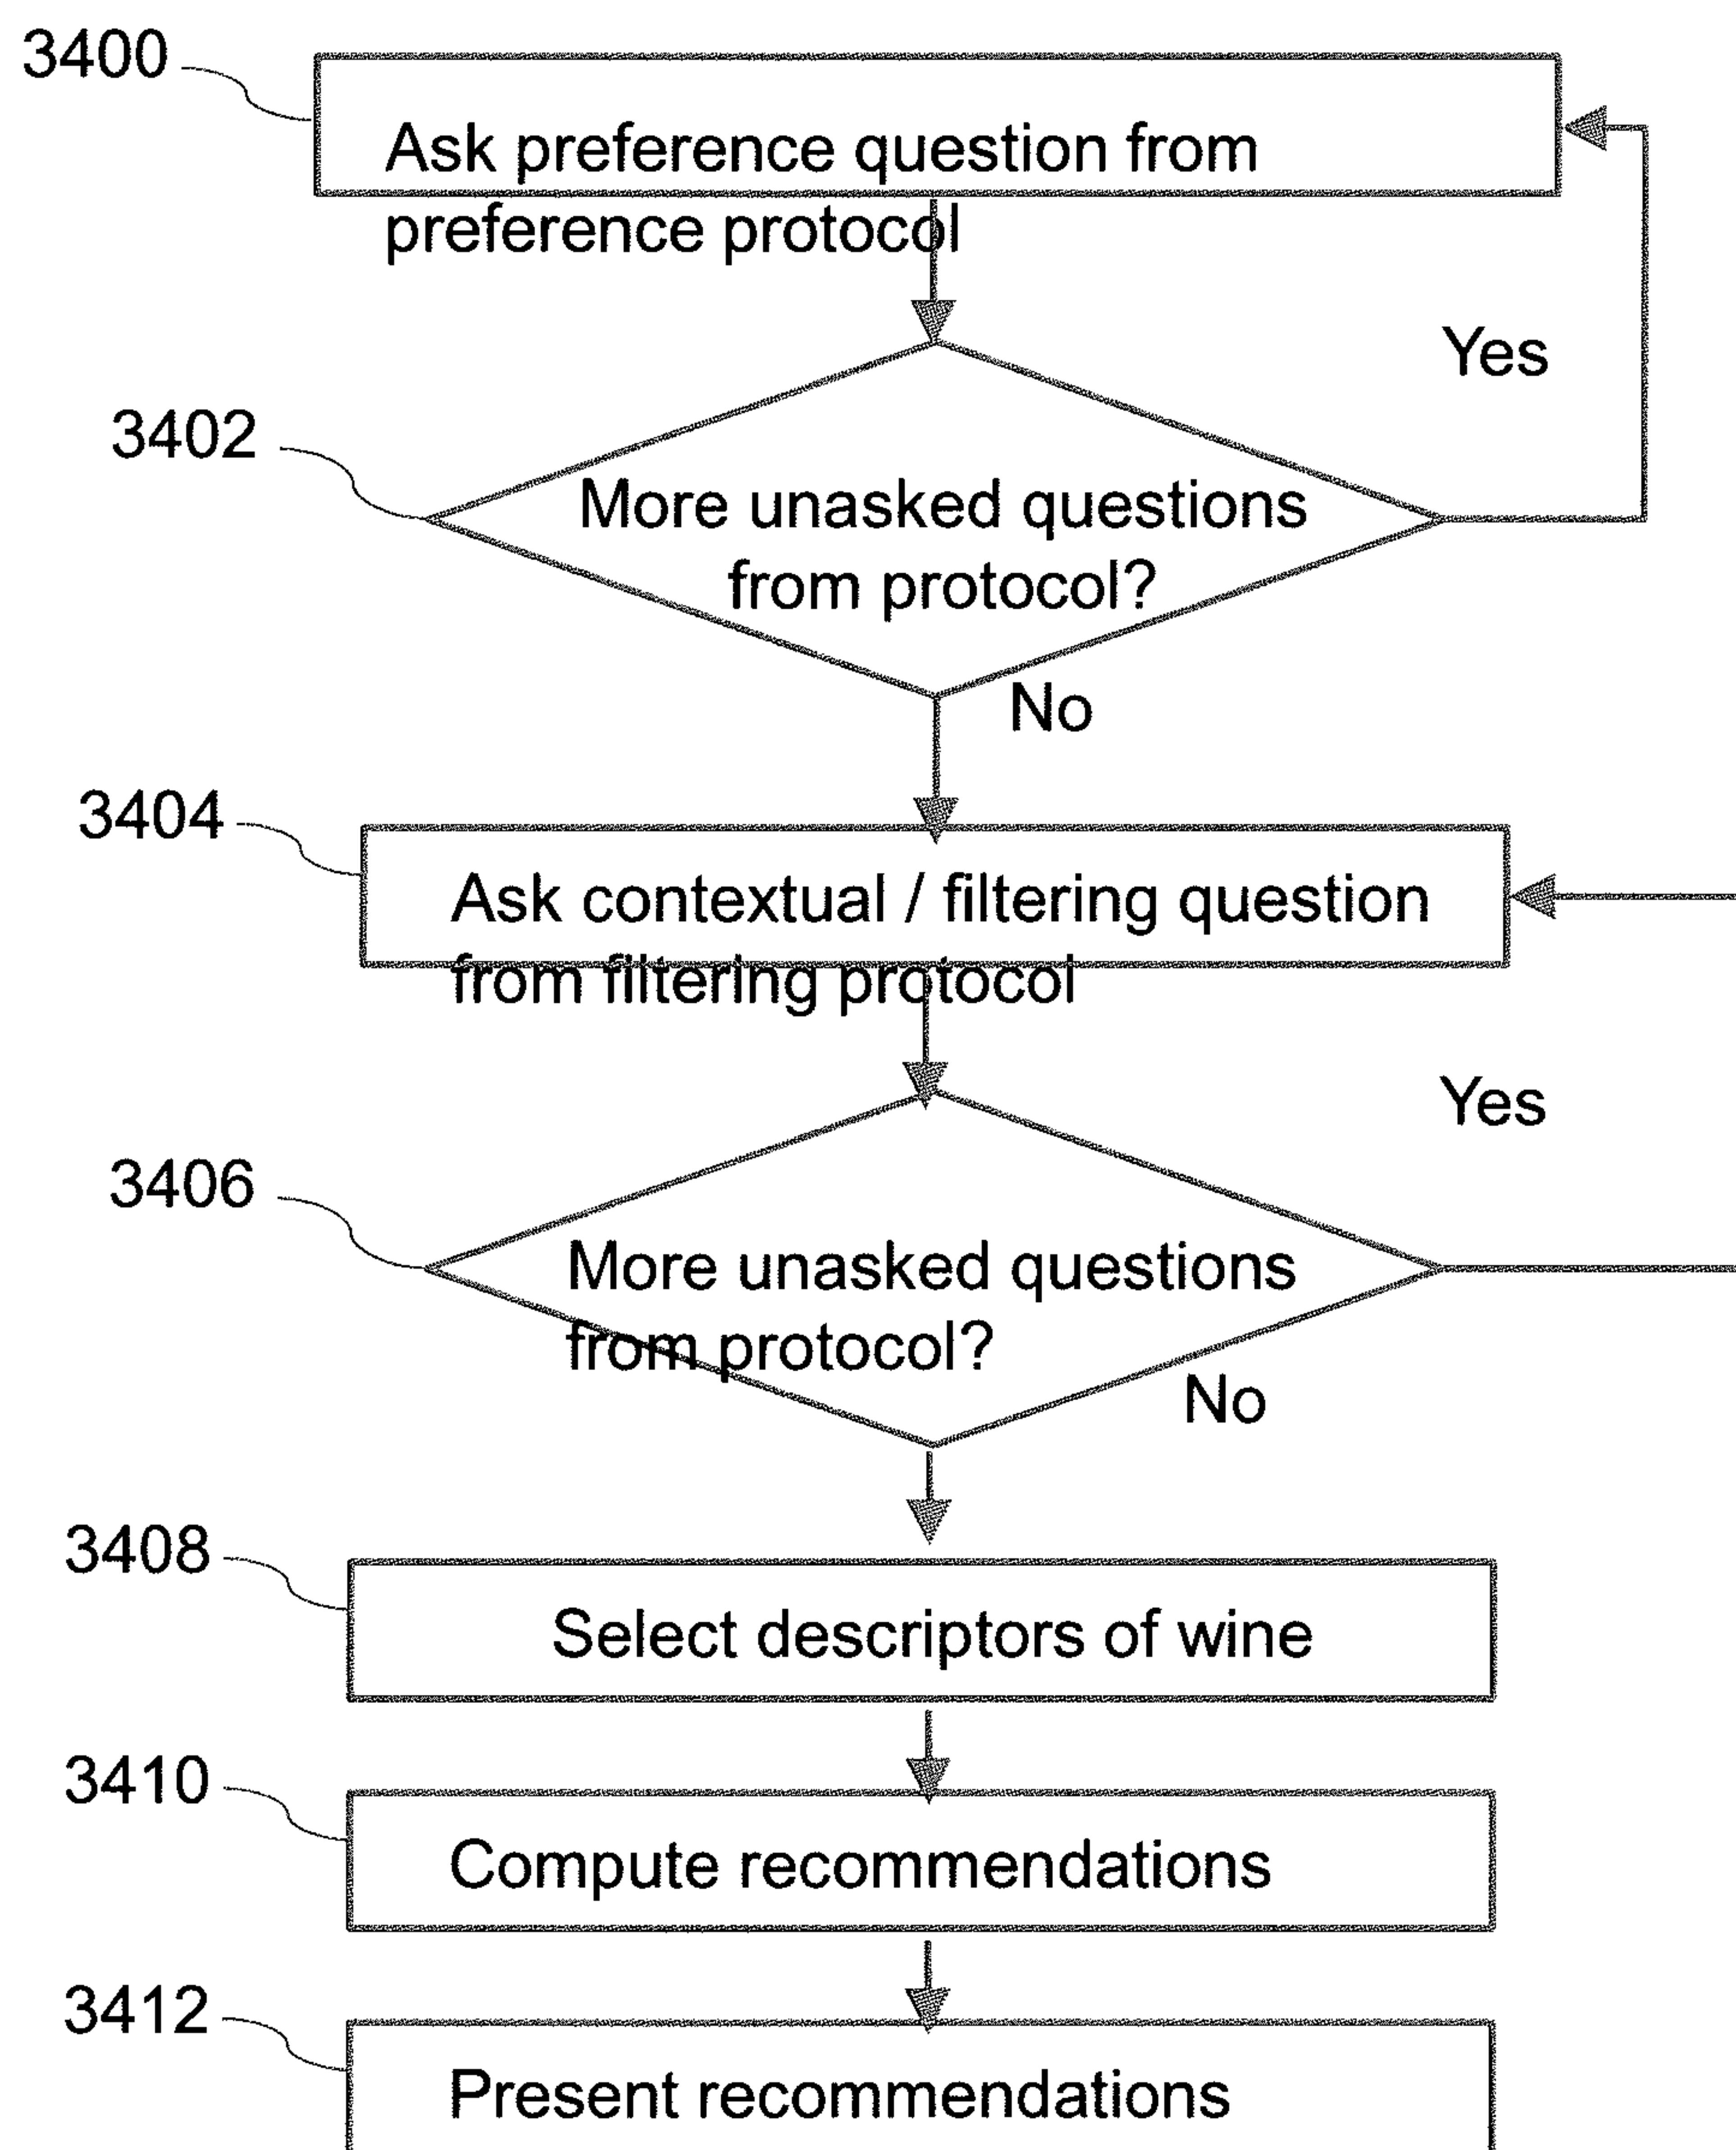 3400
Ask preference question from
preference protocol
Yes
3402
More unasked questions
from protocol?
No
3404
Ask contextual / filtering question
from filtering protocol
Yes
3406
More unasked questions
from protocol?
No
3408
Select descriptors of wine
3410
Compute recommendations
3412
Present recommendations